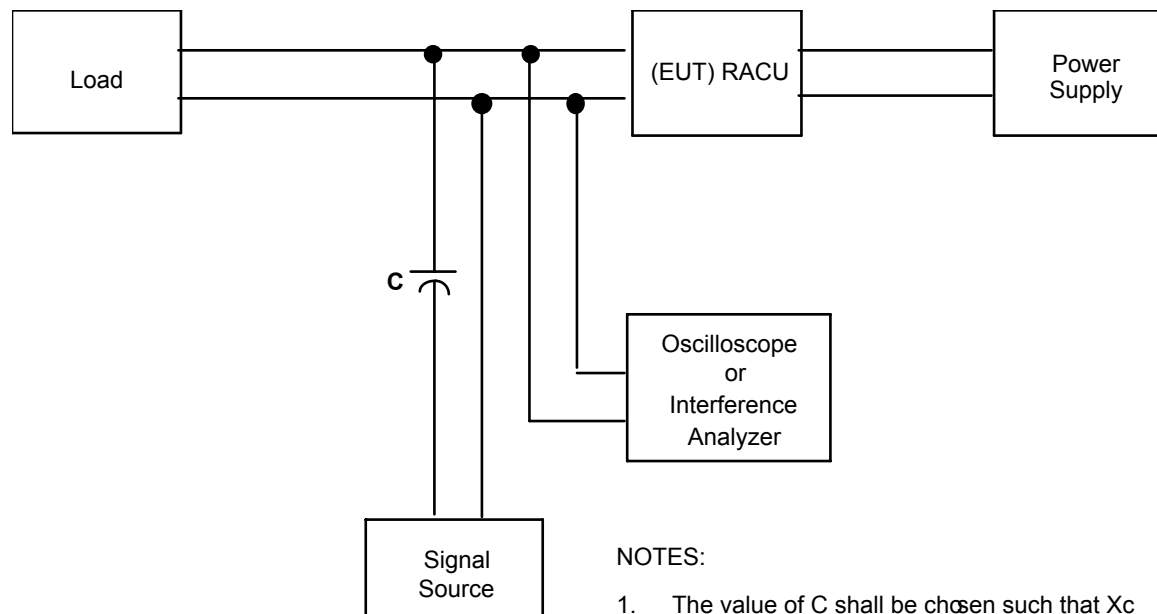 Load
(EUT) RACU
Power
Supply
C
Oscilloscope
or
Interference
Analyzer
Signal
Source
NOTES:
1. The value of C shall be chosen such that Xc